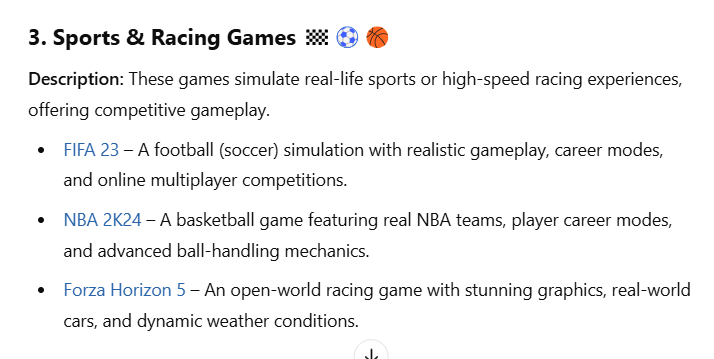 3. Sports & Racing Games 🏁 ⚽ 🏀
Description: These games simulate real-life sports or high-speed racing experiences,
offering competitive gameplay.
• FIFA 23 – A football (soccer) simulation with realistic gameplay, career modes,
and online multiplayer competitions.
• NBA 2K24 – A basketball game featuring real NBA teams, player career modes,
and advanced ball-handling mechanics.
• Forza Horizon 5 – An open-world racing game with stunning graphics, real-world
cars, and dynamic weather conditions.